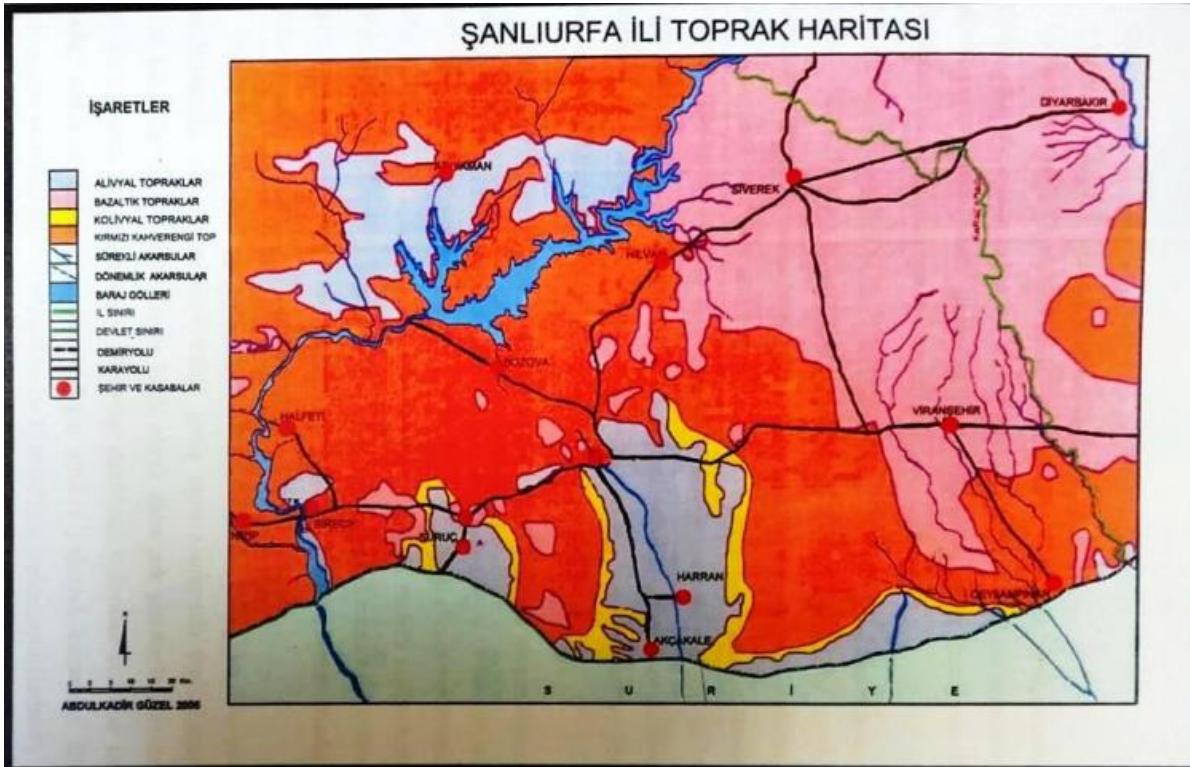 ŞANLIURFA İLİ TOPRAK HARİTASI
İŞARETLER
ALİVYAL TOPRAKLAR
BAZALTİK TOPRAKLAR
KOLİVYAL TOPRAKLAR
KIRMIZI KAHVERENGİ TOP
SÜREKLİ AKARSULAR
DÖNEMLİK AKARSULAR
BARAJ GÖLLERİ
İL SINIRI
DEVLET SINIRI
DEMİRYOLU
KARAYOLU
ŞEHİR VE KASABALAR
DİYARBAKIR
SİVEREK
HİLVAN
BOZOVA
HALFETİ
VİRANŞEHİR
BİRECİK
SURUÇ
HARRAN
CEYLANPINAR
AKÇAKALE
S U R İ Y E
ABDULKADİR GÜZEL 2006